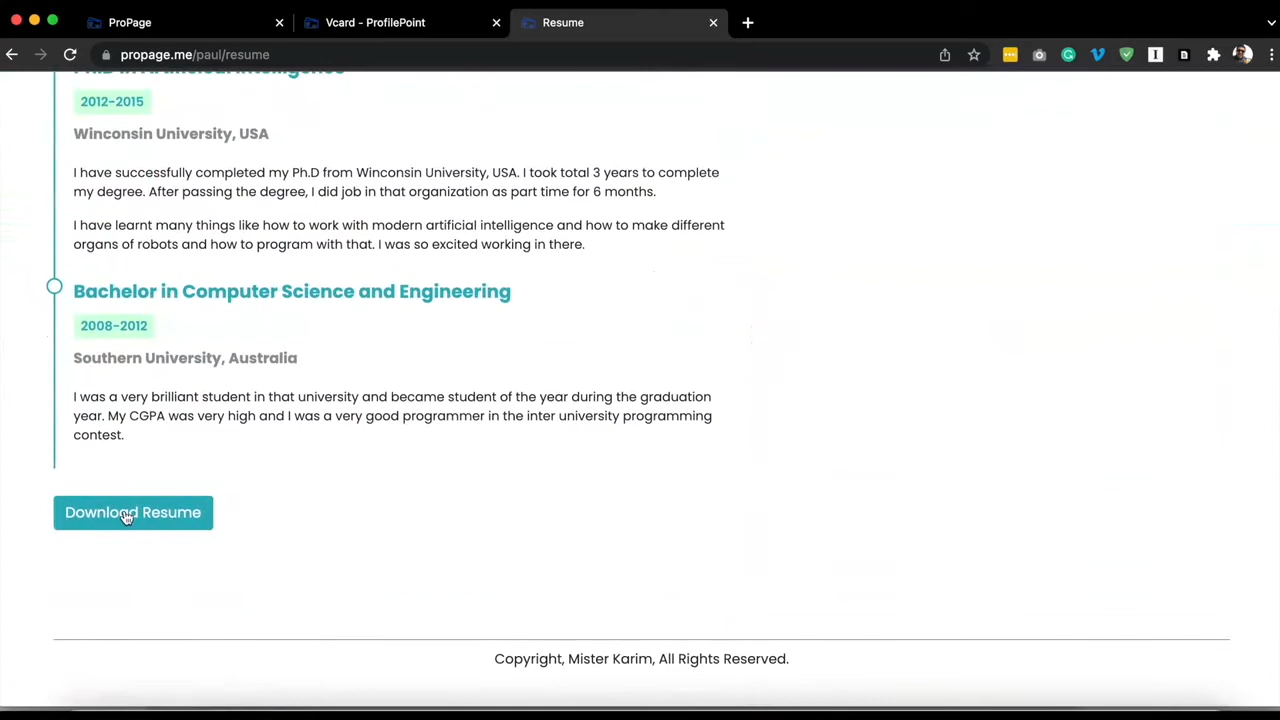 ProPage
Vcard - ProfilePoint
Resume
propage.me/paul/resume
Ph.D in Artificial Intelligence
2012-2015
Winconsin University, USA
I have successfully completed my Ph.D from Winconsin University, USA. I took total 3 years to complete
my degree. After passing the degree, I did job in that organization as part time for 6 months.
I have learnt many things like how to work with modern artificial intelligence and how to make different
organs of robots and how to program with that. I was so excited working in there.
Bachelor in Computer Science and Engineering
2008-2012
Southern University, Australia
I was a very brilliant student in that university and became student of the year during the graduation
year. My CGPA was very high and I was a very good programmer in the inter university programming
contest.
Download Resume
Copyright, Mister Karim, All Rights Reserved.